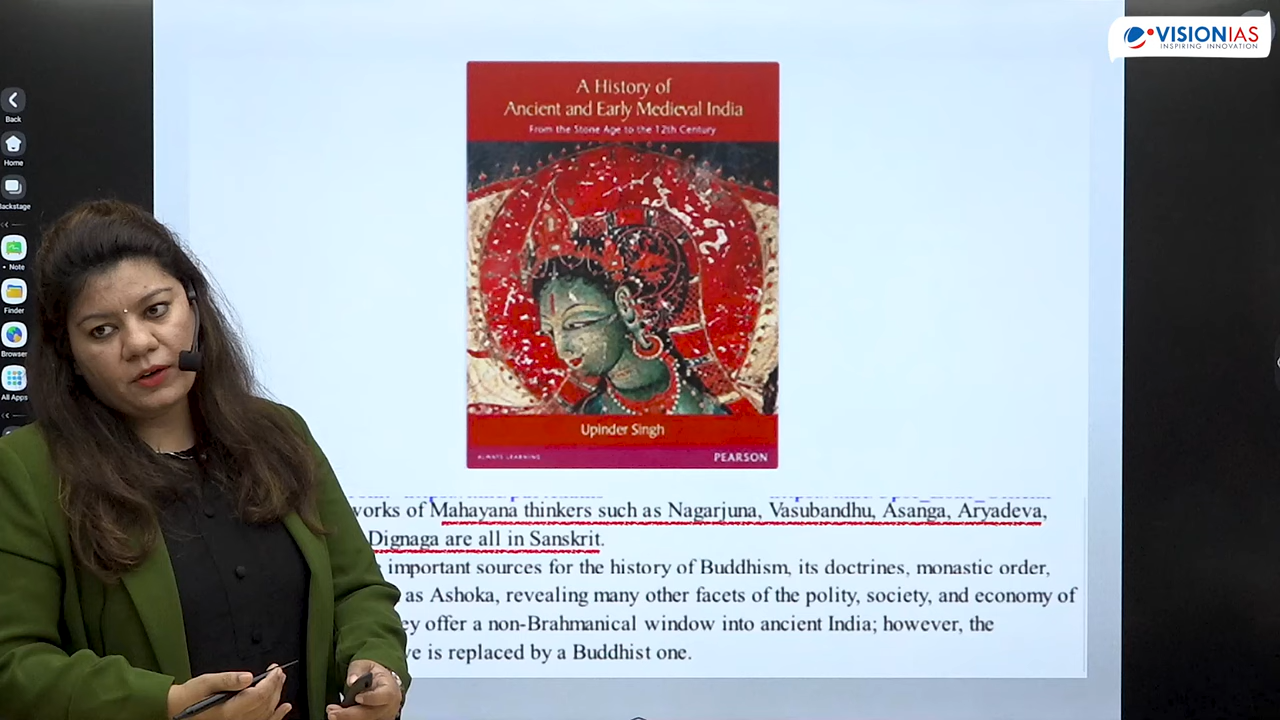 VISIONIAS
INSPIRING INNOVATION
Back
Home
Backstage
Note
Finder
Browser
All Apps
A History of
Ancient and Early Medieval India
From the Stone Age to the 12th Century
Upinder Singh
ALWAYS LEARNING
PEARSON
works of Mahayana thinkers such as Nagarjuna, Vasubandhu, Asanga, Aryadeva,
Dignaga are all in Sanskrit.
important sources for the history of Buddhism, its doctrines, monastic order,
as Ashoka, revealing many other facets of the polity, society, and economy of
ey offer a non-Brahmanical window into ancient India; however, the
ve is replaced by a Buddhist one.